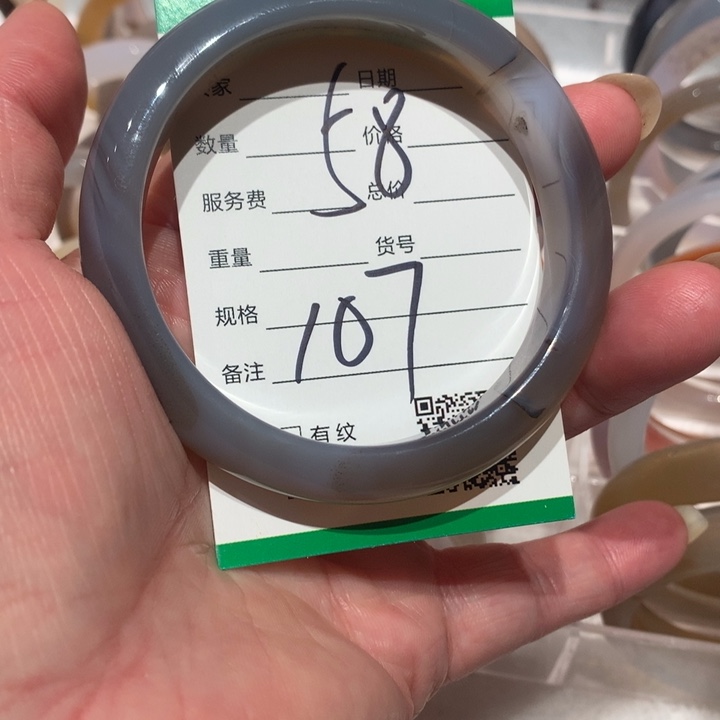 家 日期
58
数量 价格
服务费 总价
重量 货号
规格
107
备注
有纹